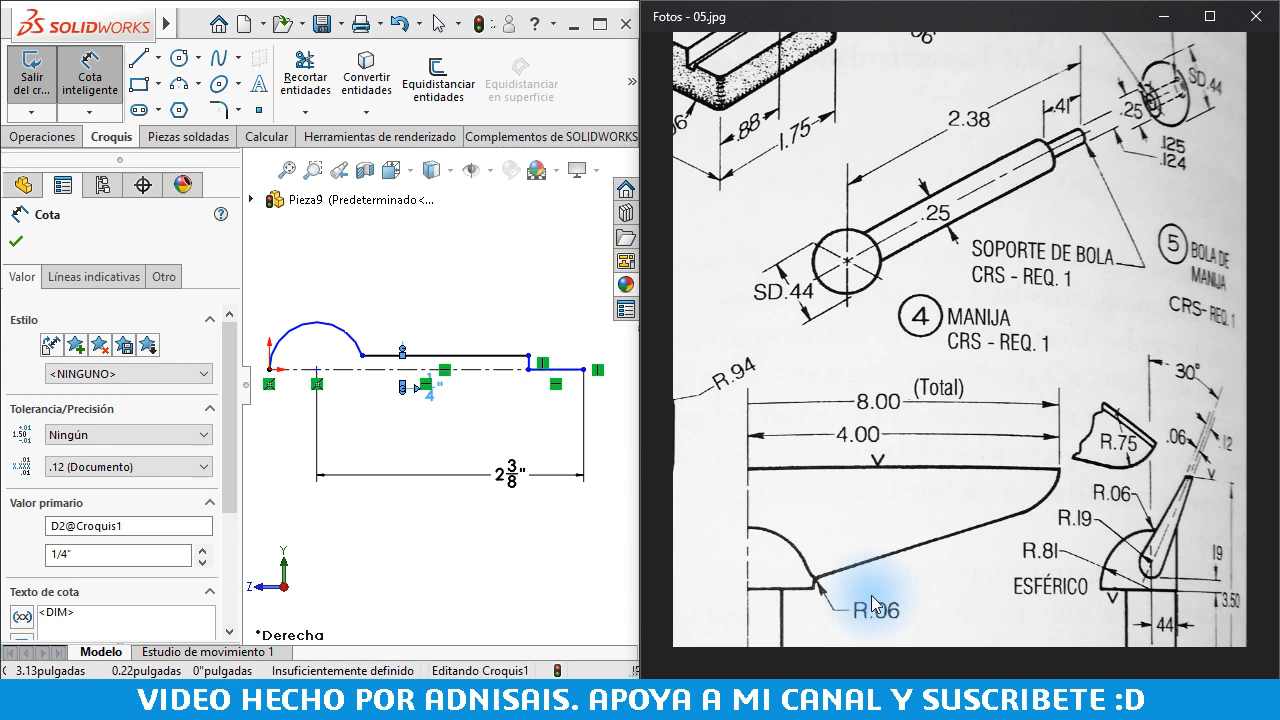 SOLIDWORKS
Salir del cr...
Cota inteligente
Recortar entidades
Convertir entidades
Equidistanciar entidades
Equidistanciar en superficie
Operaciones
Croquis
Piezas soldadas
Calcular
Herramientas de renderizado
Complementos de SOLIDWORKS
Pieza9 (Predeterminado<...
Cota
Valor
Líneas indicativas
Otro
Estilo
<NINGUNO>
Tolerancia/Precisión
Ningún
.12 (Documento)
Valor primario
D2@Croquis1
1/4"
Texto de cota
<DIM>
1/4"
2 3/8"
Y
Z
*Derecha
Modelo
Estudio de movimiento 1
3.13pulgadas
0.22pulgadas
0"pulgadas
Insuficientemente definido
Editando Croquis1
Fotos - 05.jpg
.88
1.75
2.38
.41
SD.44
.25
.125
.124
.25
SOPORTE DE BOLA
CRS - REQ. 1
5 BOLA DE
MANIJA
CRS- REQ. 1
SD.44
4 MANIJA
CRS - REQ. 1
R.94
8.00 (Total)
4.00
30°
R.75
.06
.12
R.06
R.19
R.81
ESFÉRICO
R.06
19
3.50
44
VIDEO HECHO POR ADNISAIS. APOYA A MI CANAL Y SUSCRIBETE :D